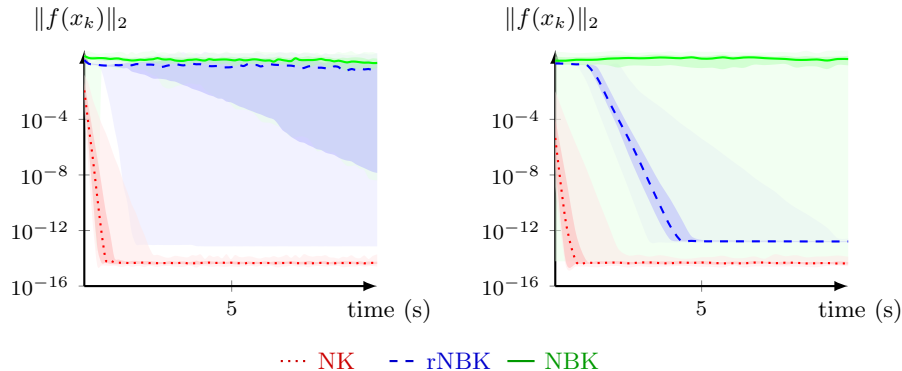 ‖f(x_k)‖₂ ‖f(x_k)‖₂
10⁻⁴ 10⁻⁴
10⁻⁸ 10⁻⁸
10⁻¹² 10⁻¹²
10⁻¹⁶ 10⁻¹⁶
5 time (s) 5 time (s)
NK rNBK NBK